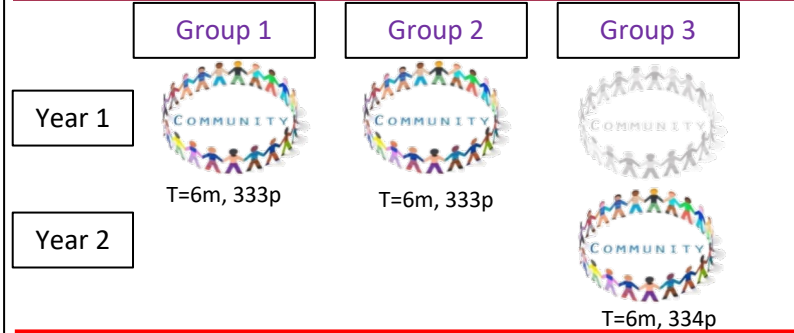 Group 1 Group 2 Group 3
Year 1
COMMUNITY COMMUNITY COMMUNITY
T=6m, 333p T=6m, 333p
Year 2
COMMUNITY
T=6m, 334p